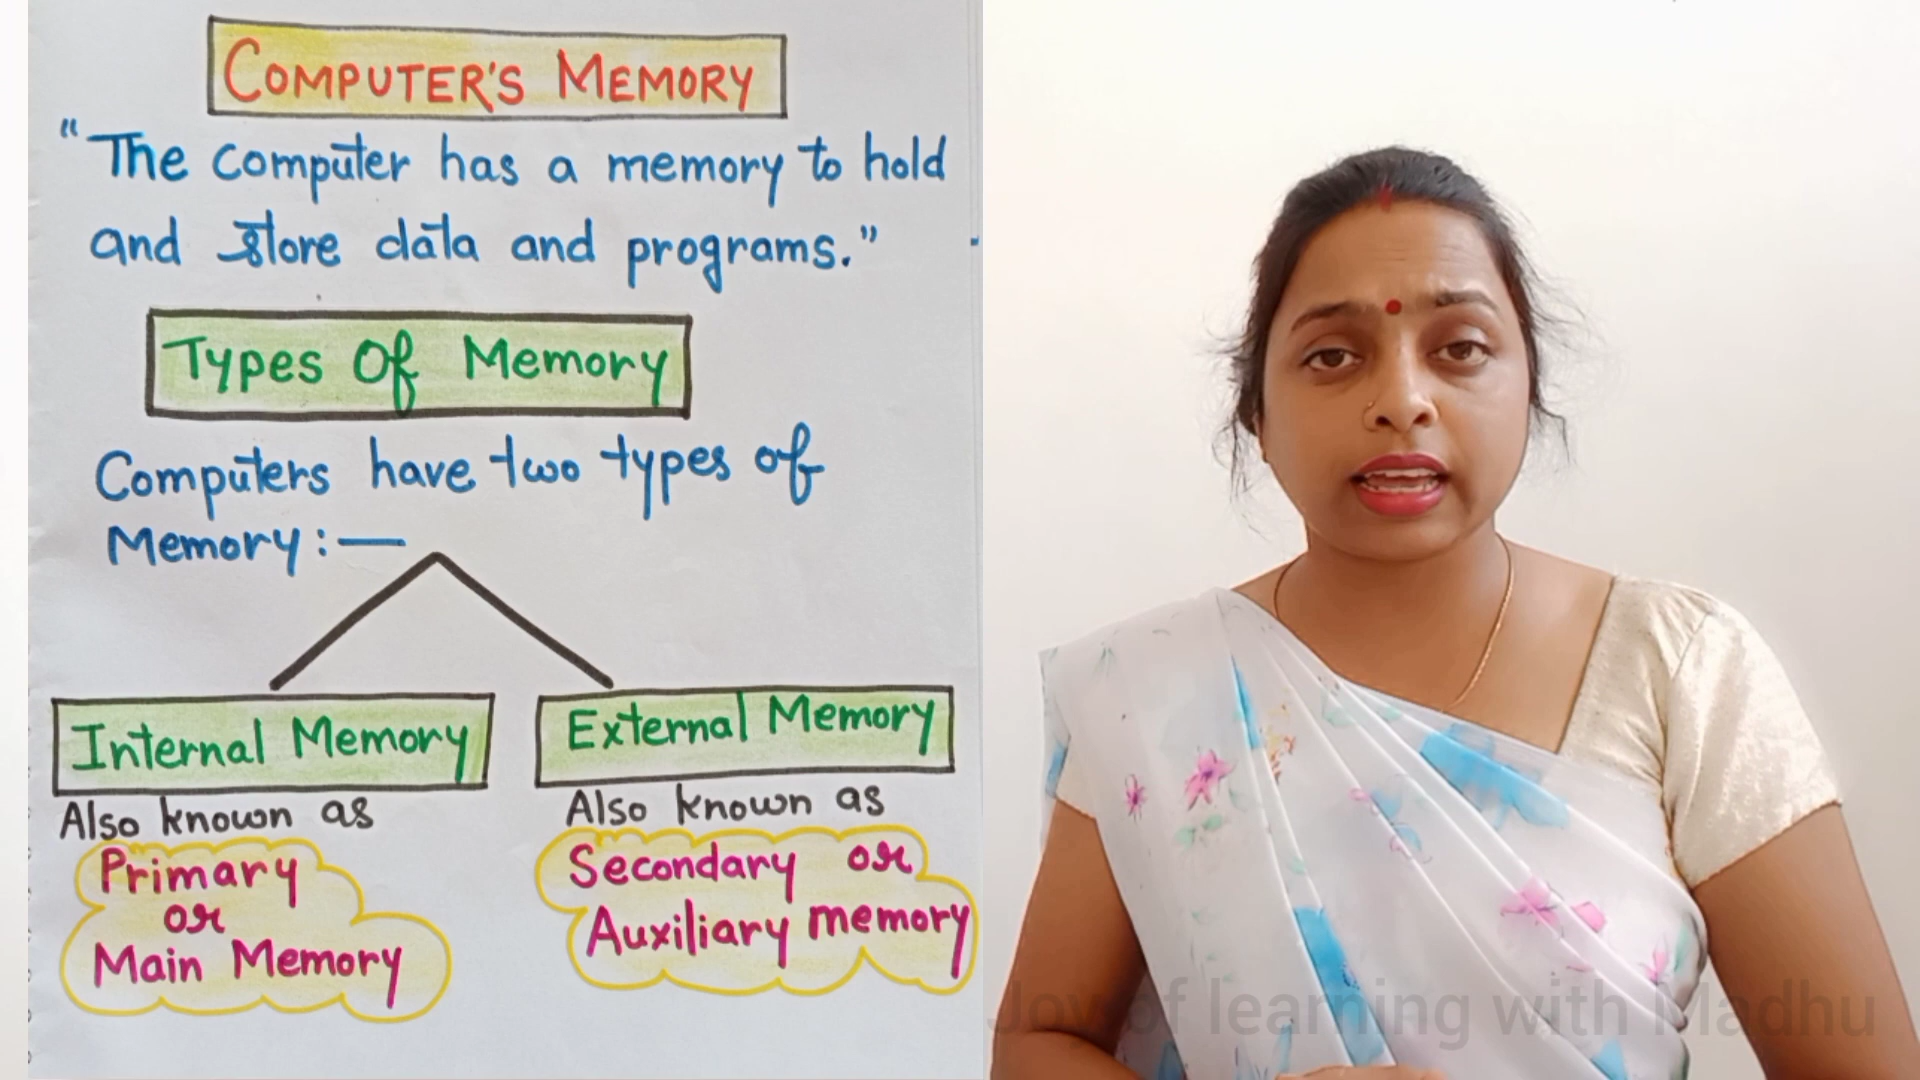 COMPUTER'S MEMORY
"The computer has a memory to hold
and store data and programs."
Types Of Memory
Computers have two types of
Memory:—
Internal Memory
Also known as
Primary
or
Main Memory
External Memory
Also known as
Secondary or
Auxiliary memory
Joy of learning with Madhu